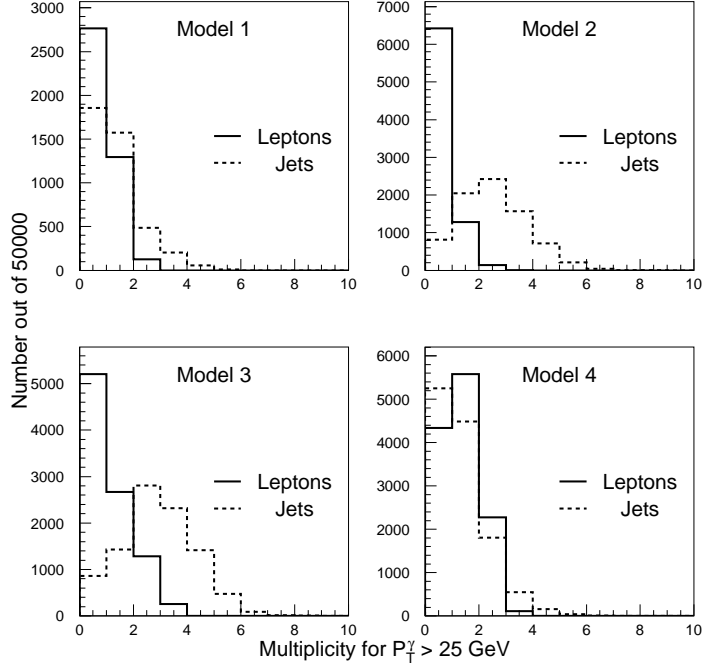 Number out of 50000
Model 1
3000
2500
2000
1500
1000
500
0
0 2 4 6 8 10
Leptons
Jets
Model 2
7000
6000
5000
4000
3000
2000
1000
0
0 2 4 6 8 10
Leptons
Jets
Model 3
5000
4000
3000
2000
1000
0
0 2 4 6 8 10
Leptons
Jets
Model 4
6000
5000
4000
3000
2000
1000
0
0 2 4 6 8 10
Leptons
Jets
Multiplicity for P_T^γ > 25 GeV